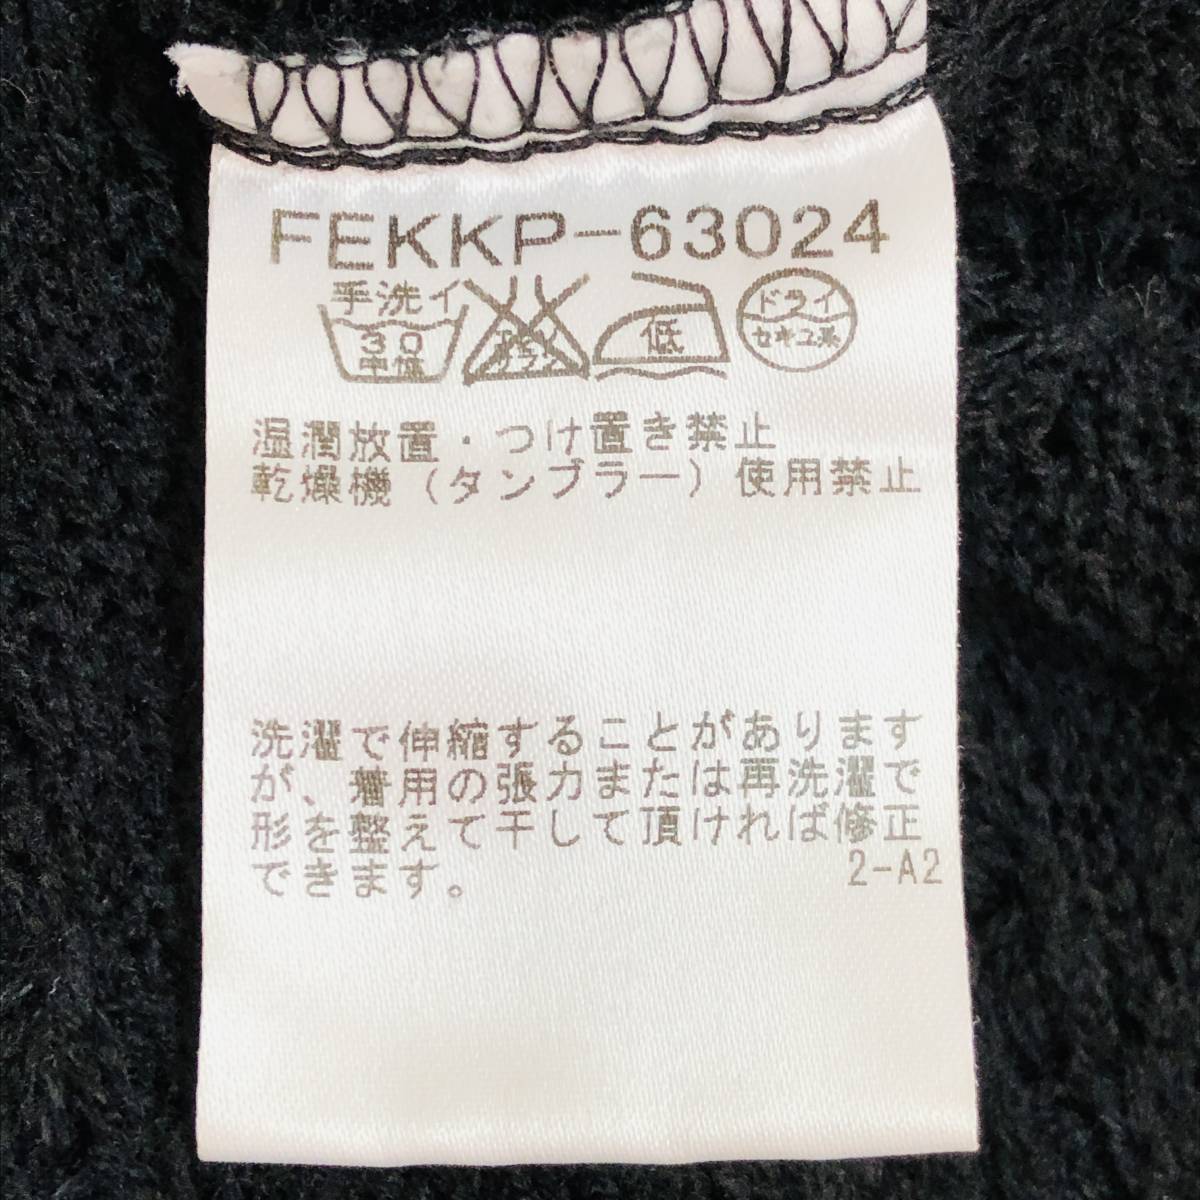 FEKKP-63024
手洗イ
30
中性
低
ドライ
セキユ系
湿潤放置・つけ置き禁止
乾燥機(タンブラー)使用禁止
洗濯で伸縮することがあります
が、着用の張力または再洗濯で
形を整えて干して頂ければ修正
できます。
2-A2